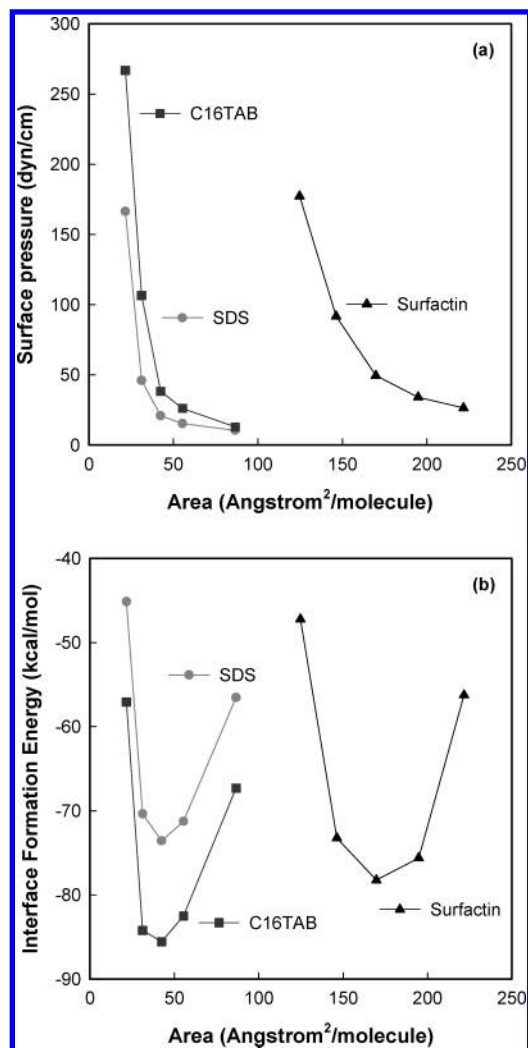 (a)
Surface pressure (dyn/cm)
300
250
200
150
100
50
0
C16TAB
SDS
Surfactin
0 50 100 150 200 250
Area (Angstrom²/molecule)
(b)
Interface Formation Energy (kcal/mol)
-40
-50
-60
-70
-80
-90
SDS
C16TAB
Surfactin
0 50 100 150 200 250
Area (Angstrom²/molecule)